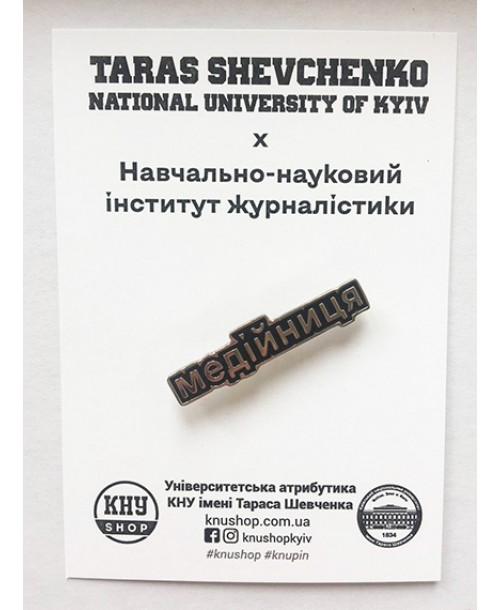 TARAS SHEVCHENKO
NATIONAL UNIVERSITY OF KYIV
x
Навчально-науковий
інститут журналістики
медійниця
Університетська атрибутика
КНУ імені Тараса Шевченка
knushop.com.ua
knushopkyiv
#knushop #knupin
КНУ
SHOP
1834